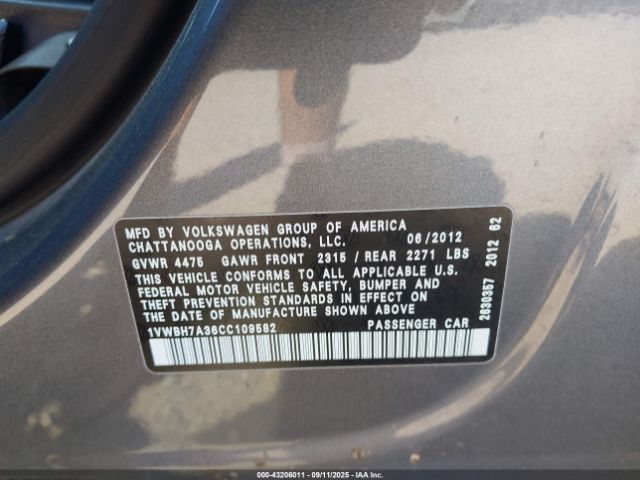 MFD BY VOLKSWAGEN GROUP OF AMERICA
CHATTANOOGA OPERATIONS, LLC. 06/2012
GVWR 4475 GAWR FRONT 2315 / REAR 2271 LBS
THIS VEHICLE CONFORMS TO ALL APPLICABLE U.S.
FEDERAL MOTOR VEHICLE SAFETY, BUMPER AND
THEFT PREVENTION STANDARDS IN EFFECT ON
THE DATE OF MANUFACTURE SHOWN ABOVE
1VWBH7A36CC109582 PASSENGER CAR
2630357 2012 62
000-43206011 - 09/11/2025 - IAA Inc.